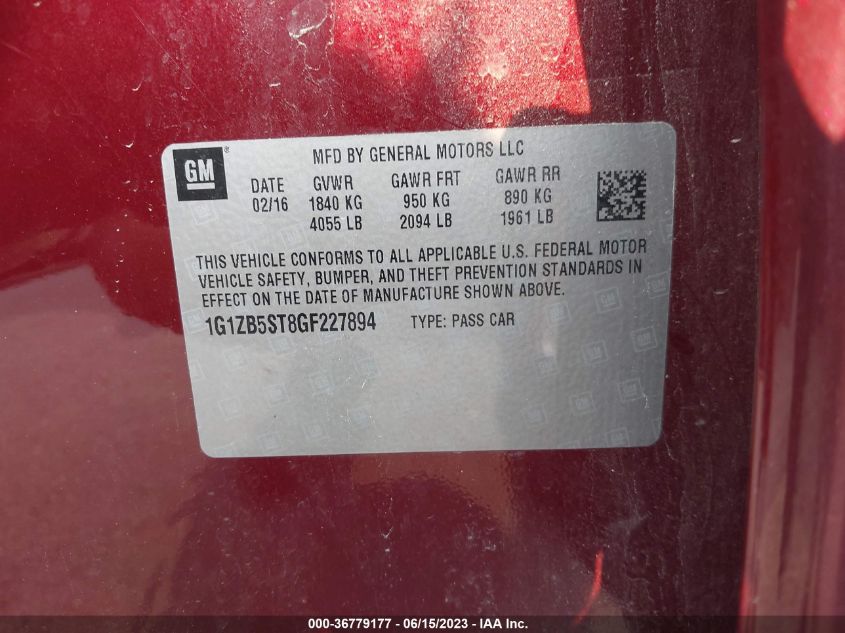 GM
®
MFD BY GENERAL MOTORS LLC
DATE GVWR GAWR FRT GAWR RR
02/16 1840 KG 950 KG 890 KG
4055 LB 2094 LB 1961 LB
THIS VEHICLE CONFORMS TO ALL APPLICABLE U.S. FEDERAL MOTOR
VEHICLE SAFETY, BUMPER, AND THEFT PREVENTION STANDARDS IN
EFFECT ON THE DATE OF MANUFACTURE SHOWN ABOVE.
1G1ZB5ST8GF227894 TYPE: PASS CAR
000-36779177 - 06/15/2023 - IAA Inc.